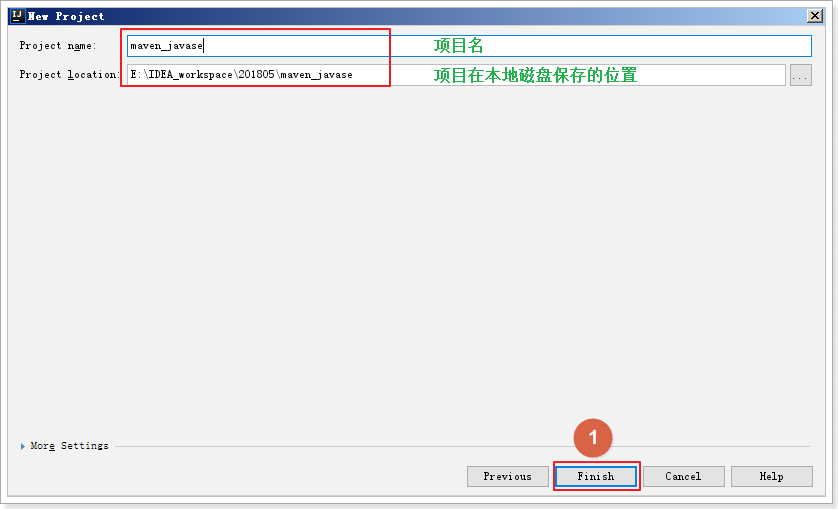 New Project
Project name: maven_javase 项目名
Project location: E:\IDEA_workspace\201805\maven_javase 项目在本地磁盘保存的位置 ...
More Settings
1
Previous Finish Cancel Help